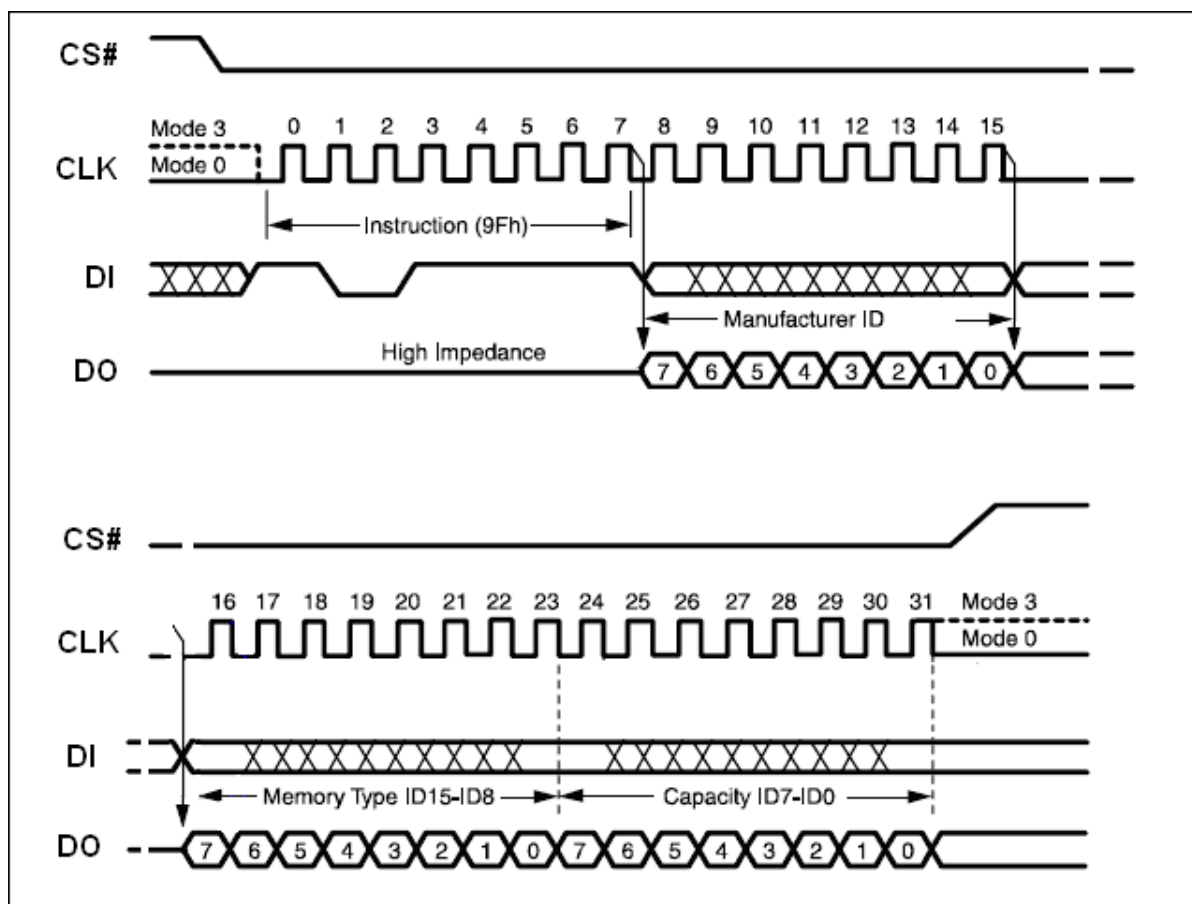 CS#
Mode 3
0 1 2 3 4 5 6 7 8 9 10 11 12 13 14 15
CLK
Mode 0
Instruction (9Fh)
DI
Manufacturer ID
High Impedance
DO
7 6 5 4 3 2 1 0
CS#
16 17 18 19 20 21 22 23 24 25 26 27 28 29 30 31
Mode 3
CLK
Mode 0
DI
Memory Type ID15-ID8
Capacity ID7-ID0
DO
7 6 5 4 3 2 1 0 7 6 5 4 3 2 1 0